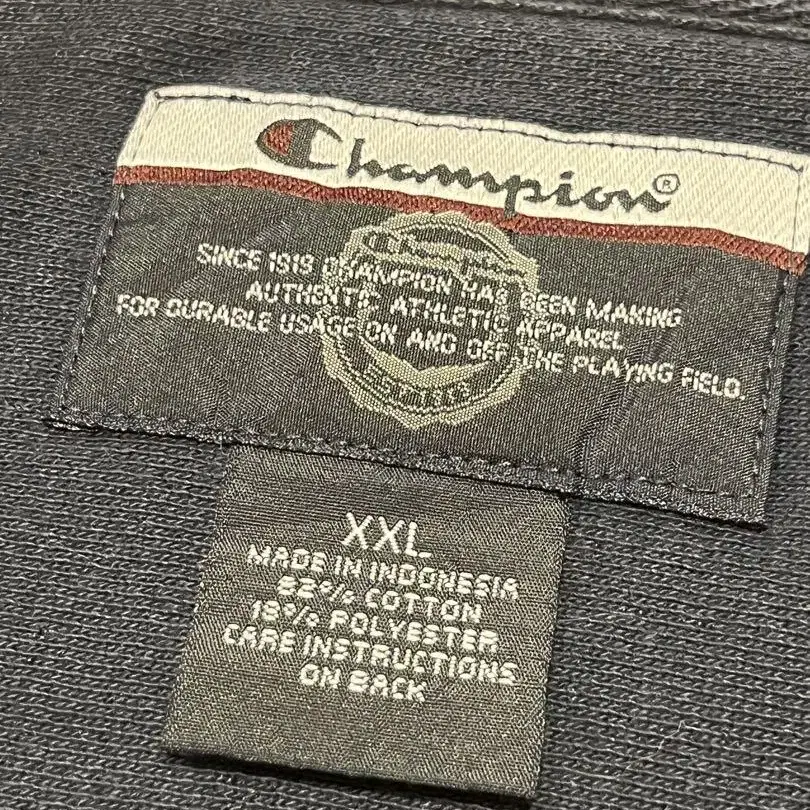 Champion®
SINCE 1919 CHAMPION HAS BEEN MAKING
AUTHENTIC ATHLETIC APPAREL
FOR DURABLE USAGE ON AND OFF THE PLAYING FIELD.
Champion
XXL
MADE IN INDONESIA
82% COTTON
18% POLYESTER
CARE INSTRUCTIONS
ON BACK